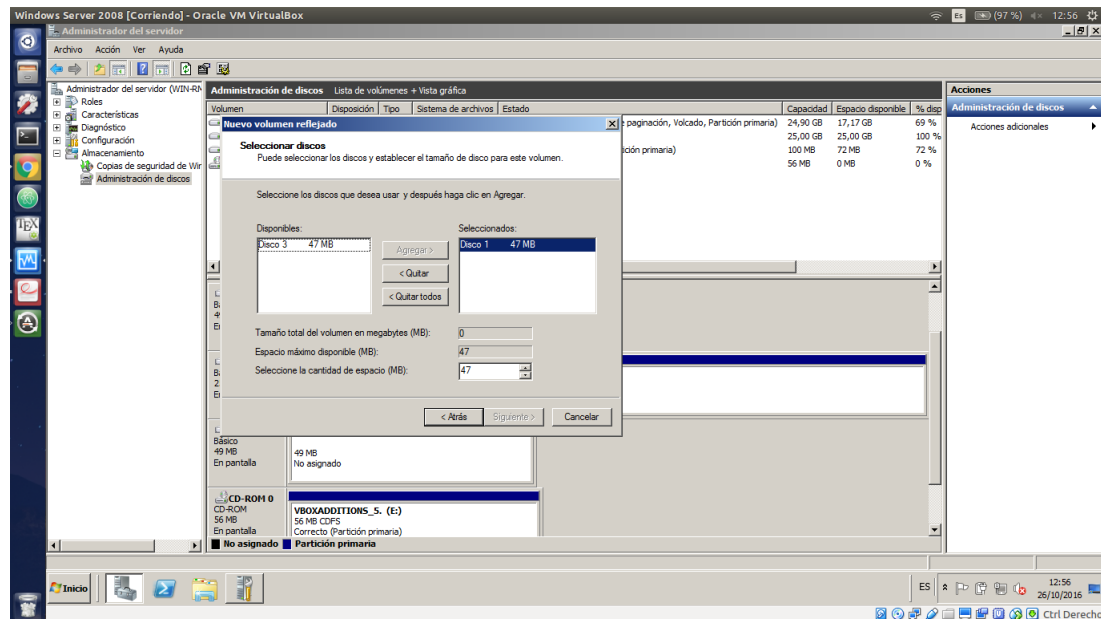 Windows Server 2008 [Corriendo] - Oracle VM VirtualBox
Es (97 %) 12:56
Administrador del servidor
Archivo Acción Ver Ayuda
Administrador del servidor (WIN-RN
Roles
Características
Diagnóstico
Configuración
Almacenamiento
Copias de seguridad de Wir
Administración de discos
Administración de discos Lista de volúmenes + Vista gráfica
Volumen Disposición Tipo Sistema de archivos Estado Capacidad Espacio disponible % disp
paginación, Volcado, Partición primaria) 24,90 GB 17,17 GB 69 %
25,00 GB 25,00 GB 100 %
ición primaria) 100 MB 72 MB 72 %
56 MB 0 MB 0 %
Acciones
Administración de discos
Acciones adicionales
Nuevo volumen reflejado
Seleccionar discos
Puede seleccionar los discos y establecer el tamaño de disco para este volumen.
Seleccione los discos que desea usar y después haga clic en Agregar.
Disponibles:
Seleccionados:
Disco 3 47 MB
Disco 1 47 MB
Agregar >
< Quitar
< Quitar todos
Tamaño total del volumen en megabytes (MB): 0
Espacio máximo disponible (MB): 47
Seleccione la cantidad de espacio (MB): 47
< Atrás Siguiente > Cancelar
Básico
49 MB
En pantalla
49 MB
No asignado
CD-ROM 0
CD-ROM
56 MB
En pantalla
VBOXADDITIONS_5. (E:)
56 MB CDFS
Correcto (Partición primaria)
No asignado Partición primaria
TEX
Inicio
ES
12:56
26/10/2016
Ctrl Derecho